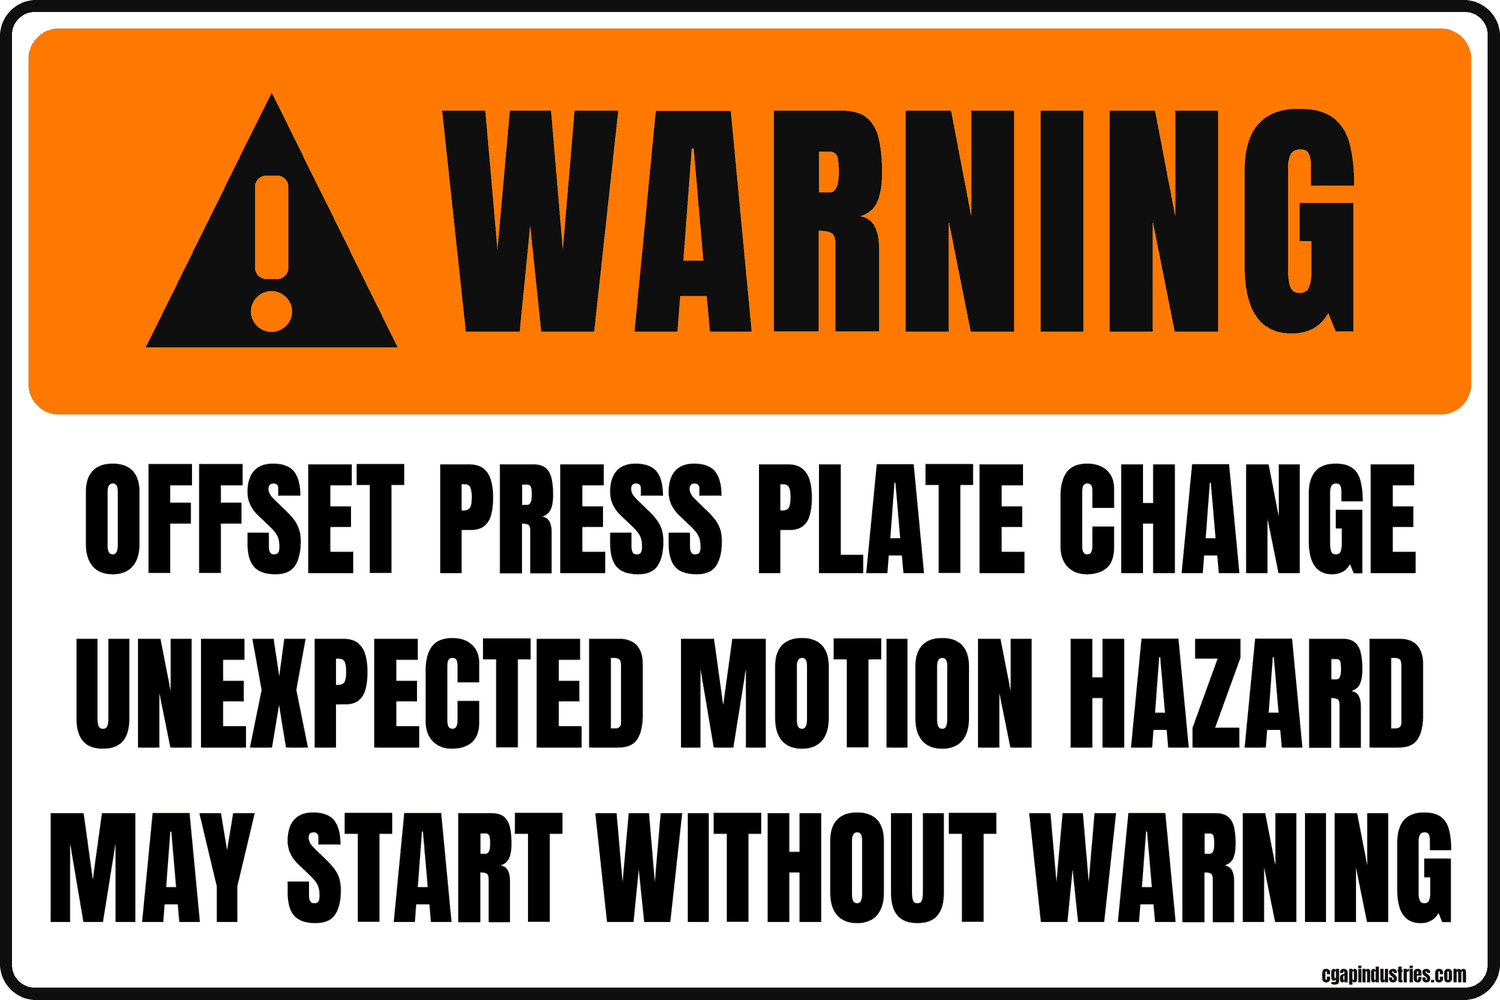 WARNING
OFFSET PRESS PLATE CHANGE
UNEXPECTED MOTION HAZARD
MAY START WITHOUT WARNING
cgapindustries.com